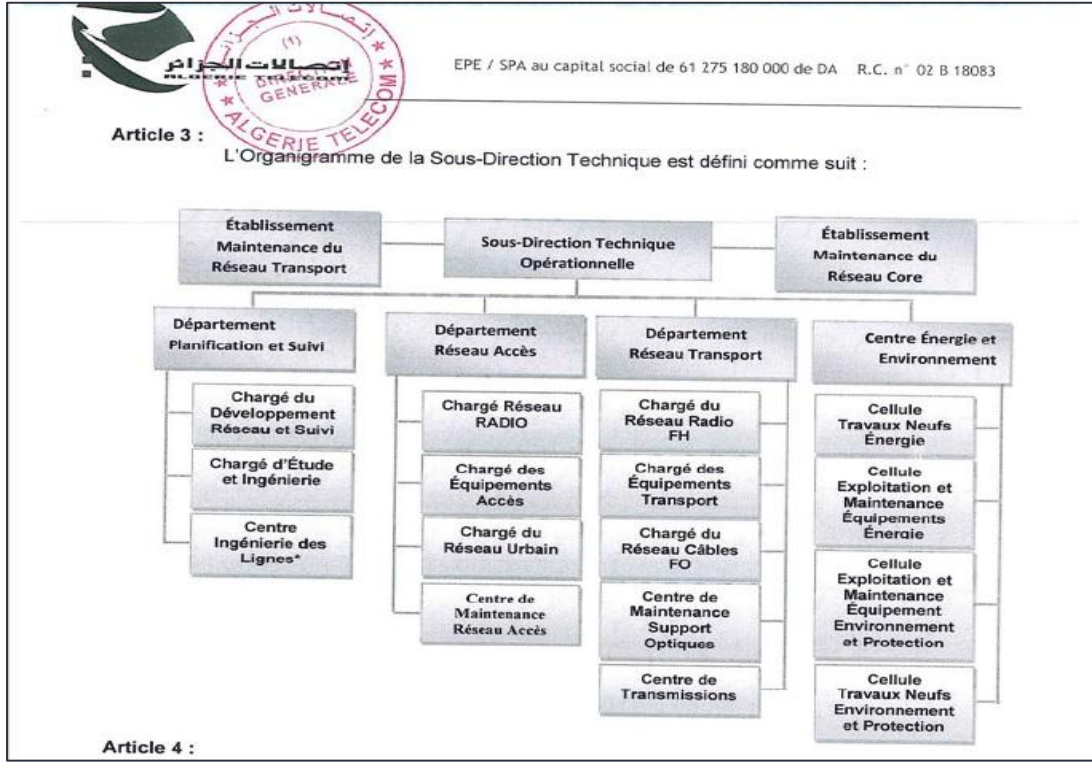 إتصالات الجزائر
ALGERIE TELECOM
إتصالات الجزائر
(1)
DIRECTION
GENERALE
ALGERIE TELECOM
EPE / SPA au capital social de 61 275 180 000 de DA R.C. n° 02 B 18083
Article 3 :
L'Organigramme de la Sous-Direction Technique est défini comme suit :
Établissement
Maintenance du
Réseau Transport
Sous-Direction Technique
Opérationnelle
Établissement
Maintenance du
Réseau Core
Département
Planification et Suivi
Chargé du
Développement
Réseau et Suivi
Chargé d'Étude
et Ingénierie
Centre
Ingénierie des
Lignes*
Département
Réseau Accès
Chargé Réseau
RADIO
Chargé des
Équipements
Accès
Chargé du
Réseau Urbain
Centre de
Maintenance
Réseau Accès
Département
Réseau Transport
Chargé du
Réseau Radio
FH
Chargé des
Équipements
Transport
Chargé du
Réseau Câbles
FO
Centre de
Maintenance
Support
Optiques
Centre de
Transmissions
Centre Énergie et
Environnement
Cellule
Travaux Neufs
Énergie
Cellule
Exploitation et
Maintenance
Équipements
Énergie
Cellule
Exploitation et
Maintenance
Équipement
Environnement
et Protection
Cellule
Travaux Neufs
Environnement
et Protection
Article 4 :